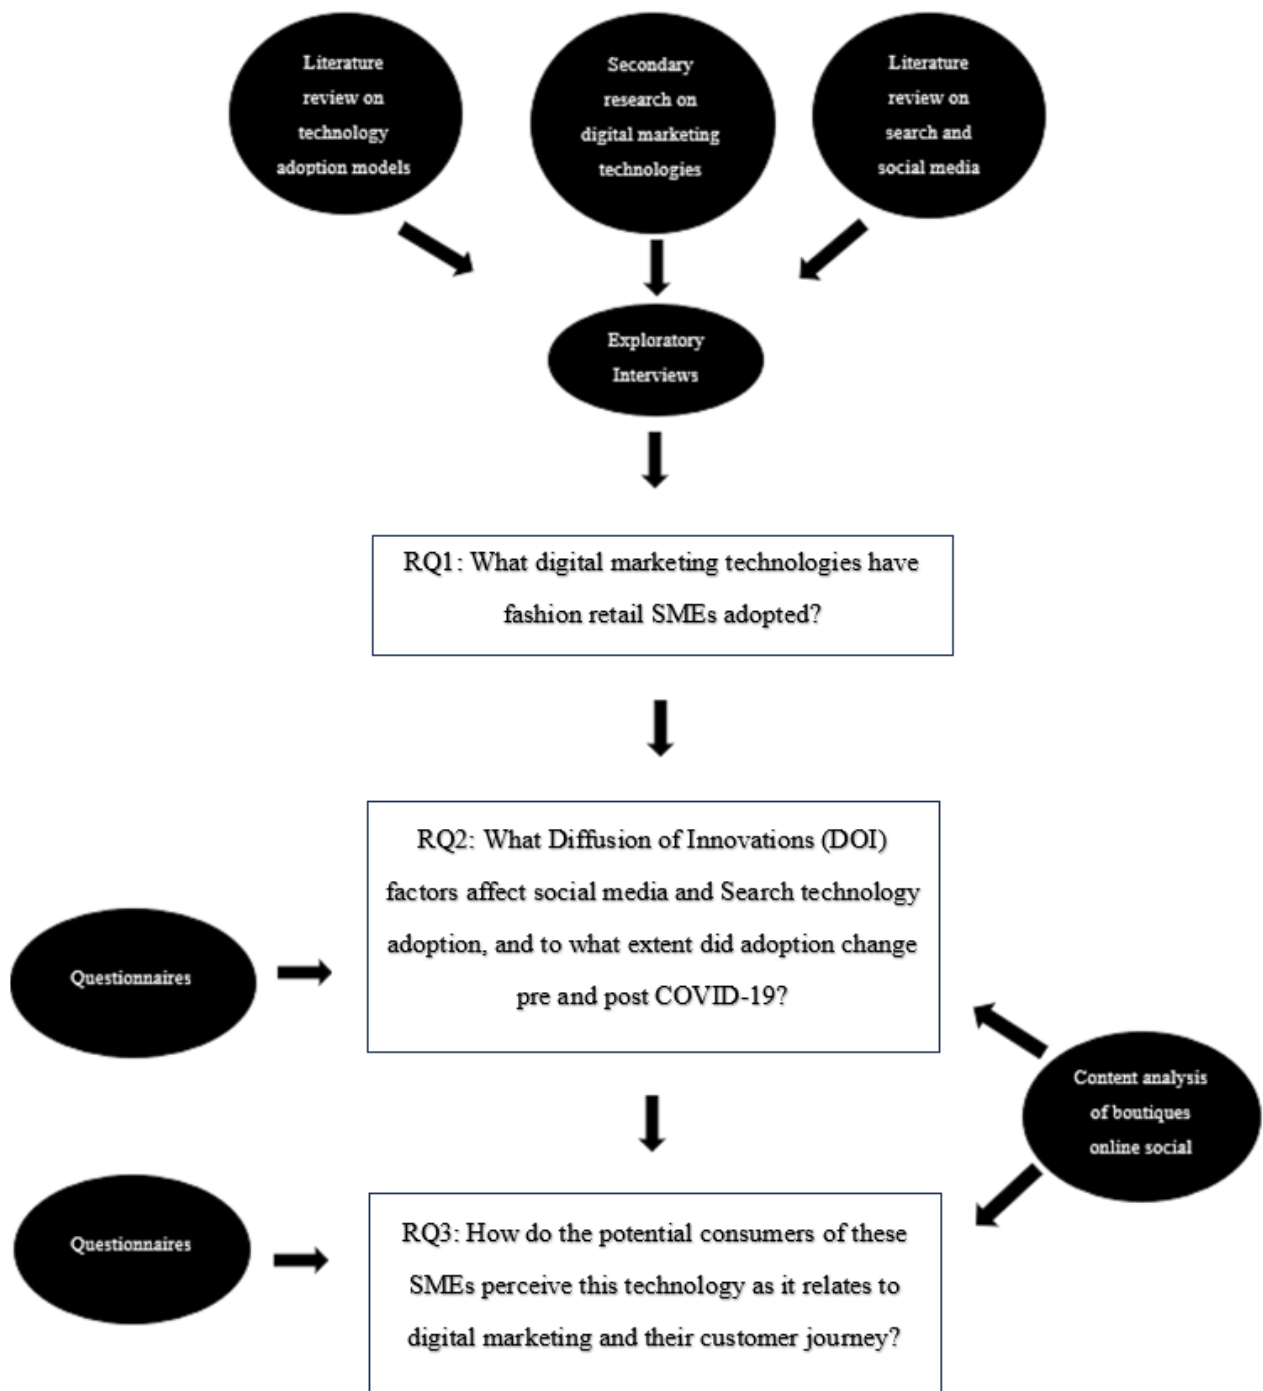 Literature
review on
technology
adoption models
Secondary
research on
digital marketing
technologies
Literature
review on
search and
social media
Exploratory
Interviews
RQ1: What digital marketing technologies have
fashion retail SMEs adopted?
RQ2: What Diffusion of Innovations (DOI)
factors affect social media and Search technology
adoption, and to what extent did adoption change
pre and post COVID-19?
Questionnaires
Content analysis
of boutiques
online social
Questionnaires
RQ3: How do the potential consumers of these
SMEs perceive this technology as it relates to
digital marketing and their customer journey?